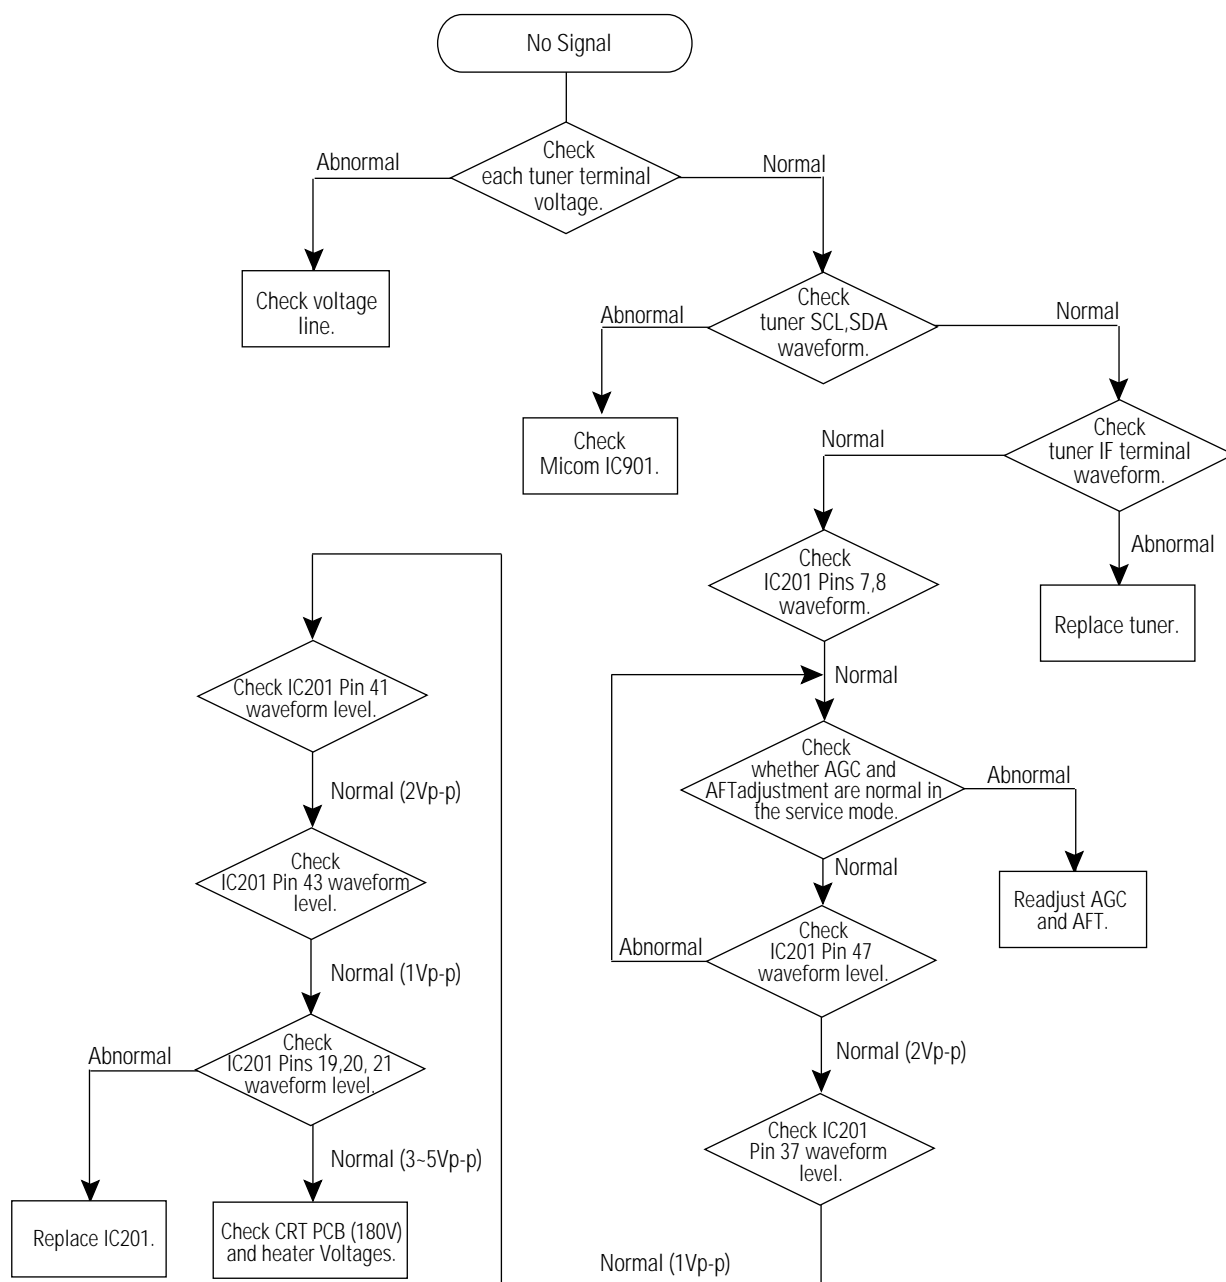 No Signal
Abnormal
Check
each tuner terminal
voltage.
Normal
Check voltage
line.
Abnormal
Check
tuner SCL,SDA
waveform.
Normal
Check
Micom IC901.
Normal
Check
tuner IF terminal
waveform.
Abnormal
Replace tuner.
Check
IC201 Pins 7,8
waveform.
Normal
Check
whether AGC and
AFTadjustment are normal in
the service mode.
Abnormal
Readjust AGC
and AFT.
Normal
Abnormal
Check
IC201 Pin 47
waveform level.
Normal (2Vp-p)
Check IC201
Pin 37 waveform
level.
Normal (1Vp-p)
Check IC201 Pin 41
waveform level.
Normal (2Vp-p)
Check
IC201 Pin 43 waveform
level.
Normal (1Vp-p)
Abnormal
Check
IC201 Pins 19,20, 21
waveform level.
Normal (3~5Vp-p)
Replace IC201.
Check CRT PCB (180V)
and heater Voltages.